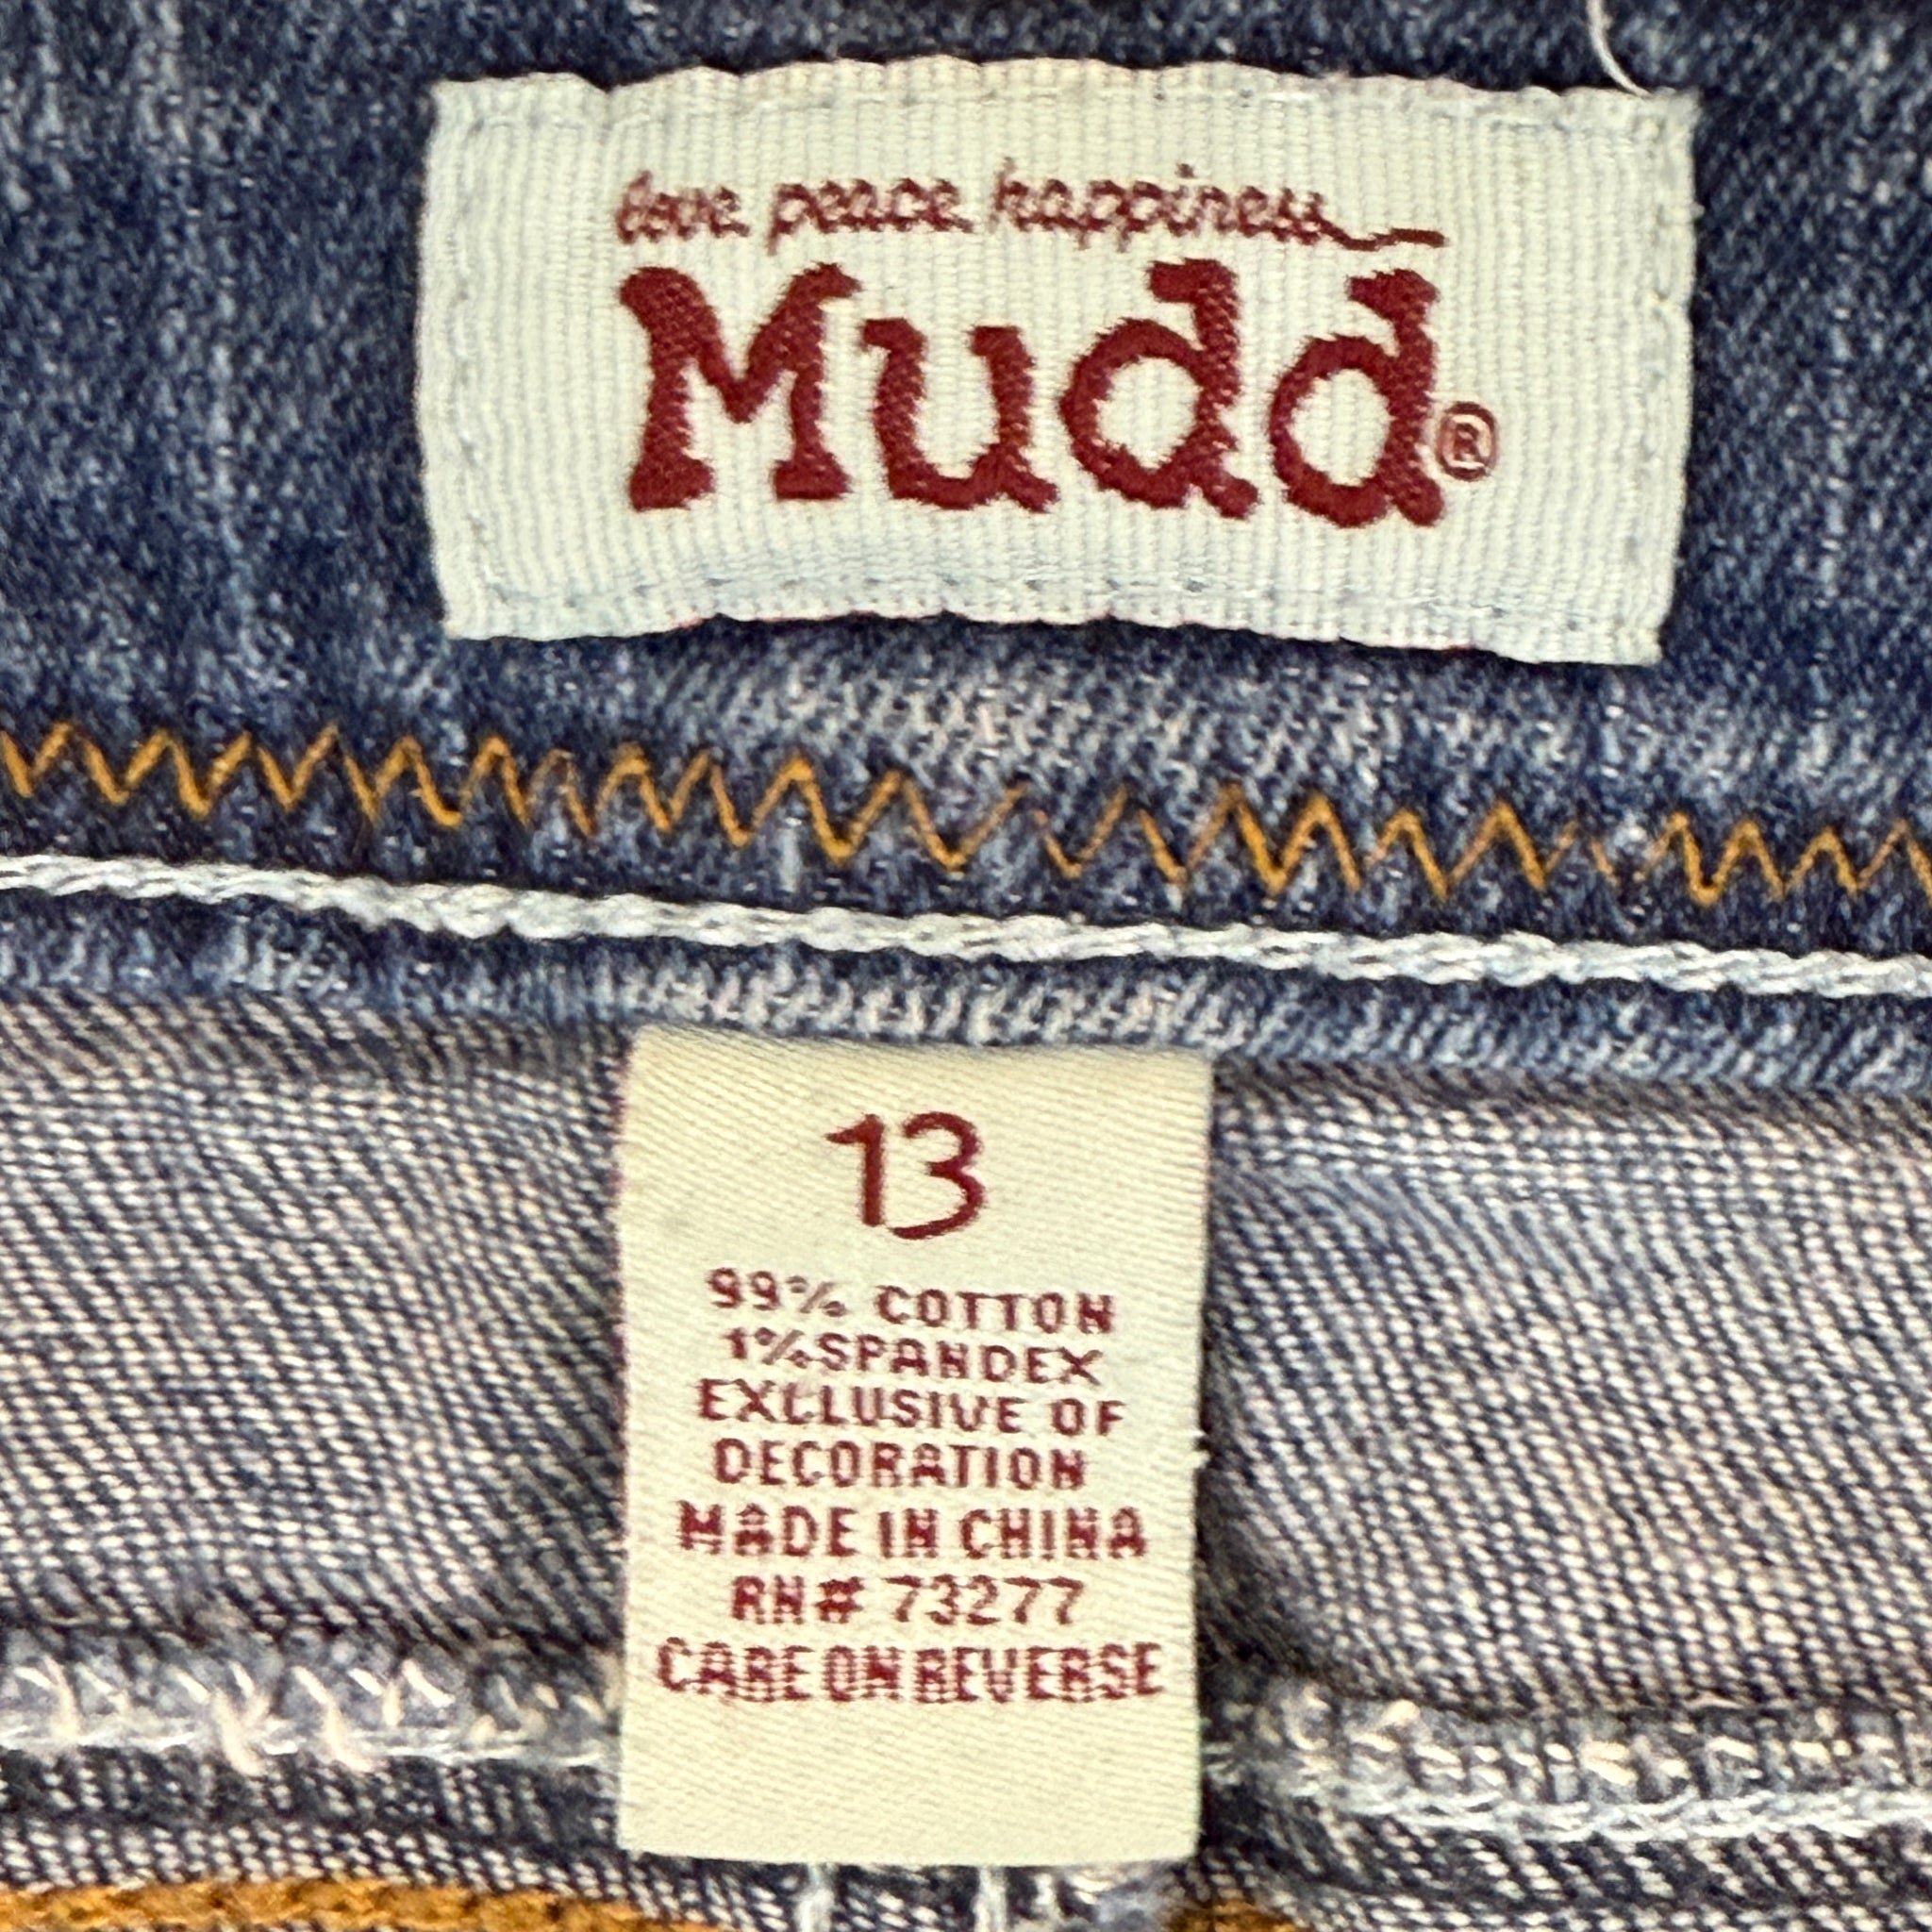 love peace happiness
Mudd®
13
99% COTTON
1%SPANDEX
EXCLUSIVE OF
DECORATION
MADE IN CHINA
RN# 73277
CARE ON REVERSE